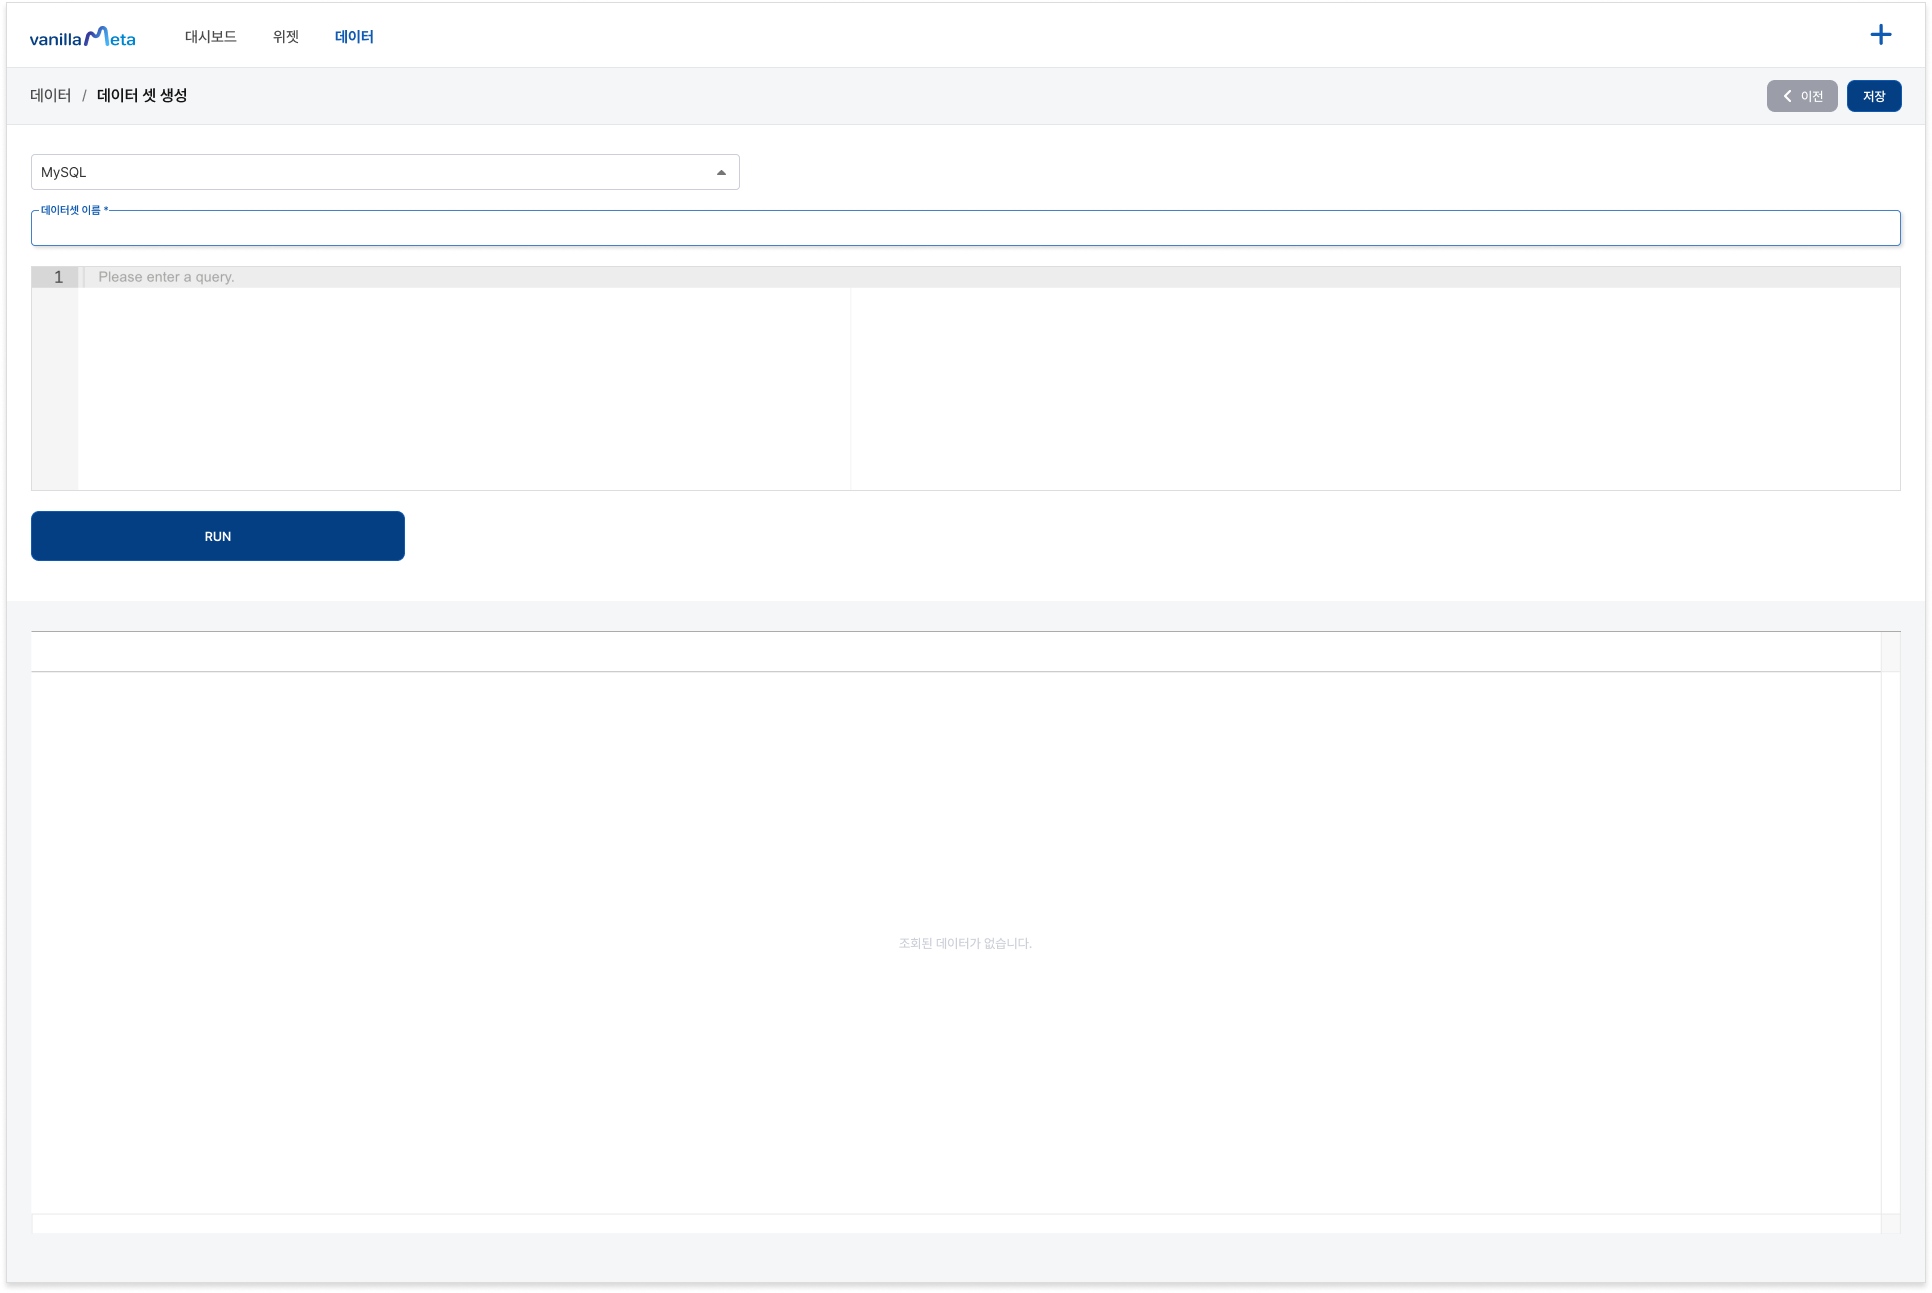 vanilla Meta 대시보드 위젯 데이터
데이터 / 데이터 셋 생성 이전 저장
MySQL
데이터셋 이름 *
1 Please enter a query.
RUN
조회된 데이터가 없습니다.